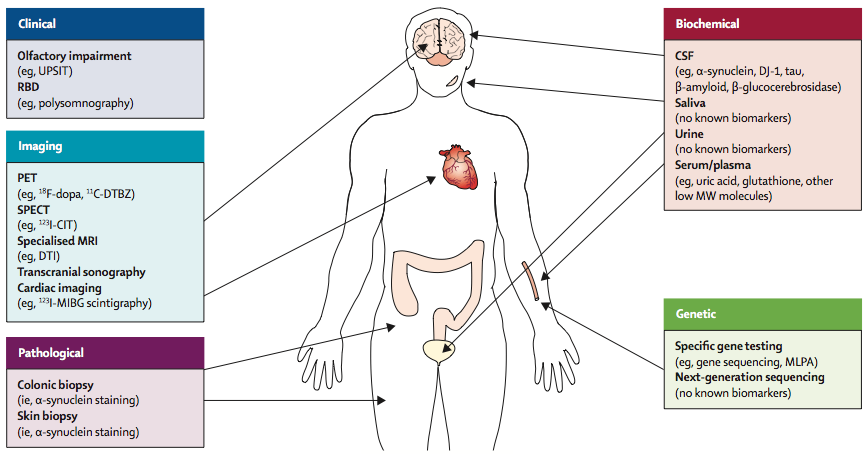 Clinical
Olfactory impairment
(eg, UPSIT)
RBD
(eg, polysomnography)
Imaging
PET
(eg, ¹⁸F-dopa, ¹¹C-DTBZ)
SPECT
(eg, ¹²³I-CIT)
Specialised MRI
(eg, DTI)
Transcranial sonography
Cardiac imaging
(eg, ¹²³I-MIBG scintigraphy)
Pathological
Colonic biopsy
(ie, α-synuclein staining)
Skin biopsy
(ie, α-synuclein staining)
Biochemical
CSF
(eg, α-synuclein, DJ-1, tau,
β-amyloid, β-glucocerebrosidase)
Saliva
(no known biomarkers)
Urine
(no known biomarkers)
Serum/plasma
(eg, uric acid, glutathione, other
low MW molecules)
Genetic
Specific gene testing
(eg, gene sequencing, MLPA)
Next-generation sequencing
(no known biomarkers)